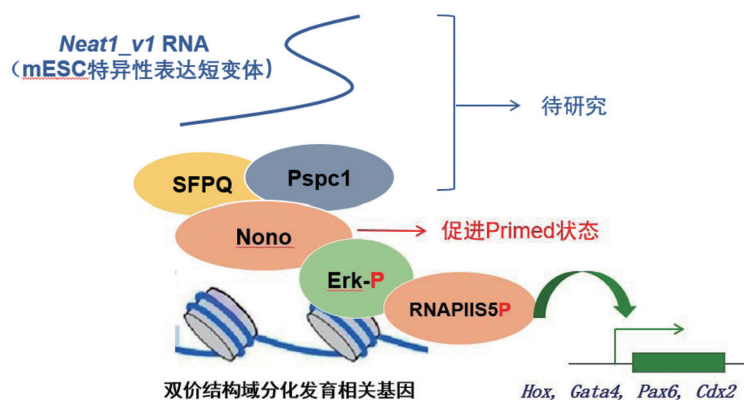 Neat1_v1 RNA
（mESC特异性表达短变体）
待研究
SFPQ
Pspc1
Nono
促进Primed状态
Erk-P
RNAPIIS5P
双价结构域分化发育相关基因
Hox, Gata4, Pax6, Cdx2